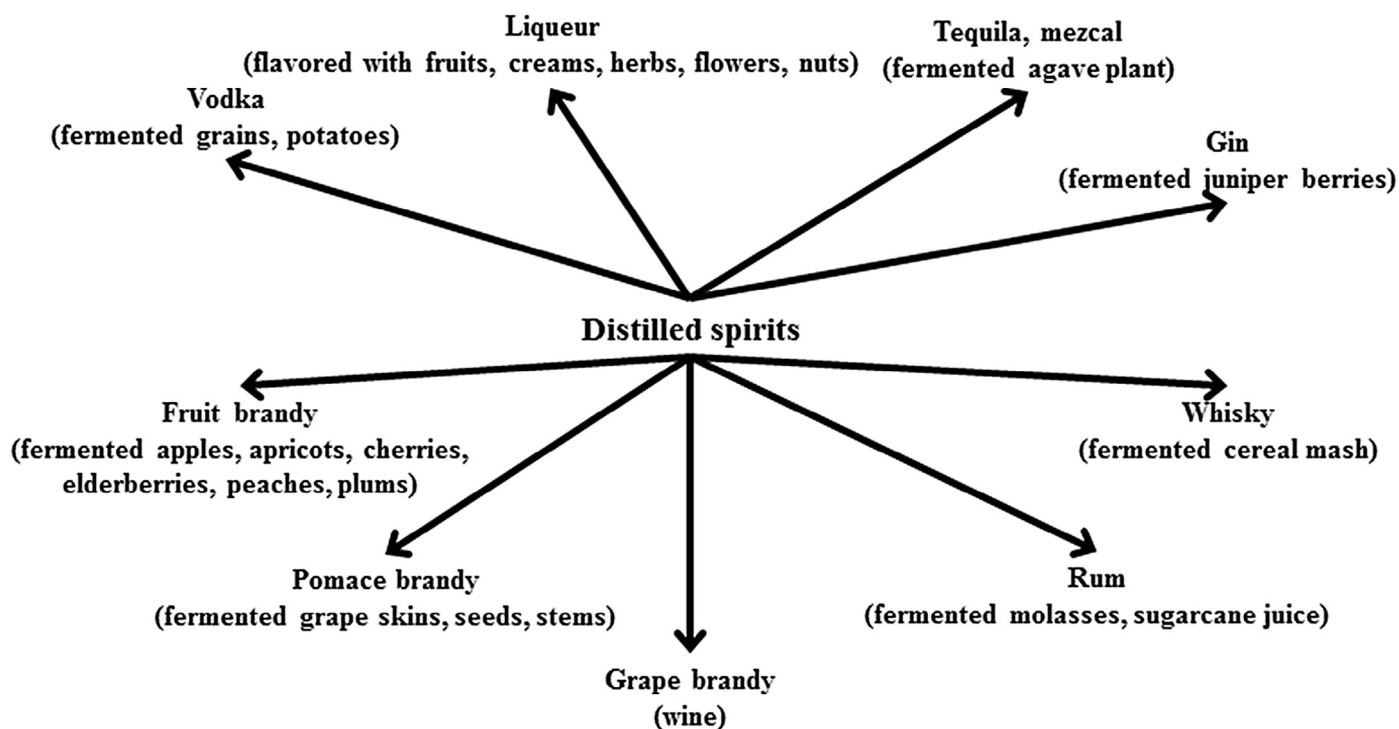 Liqueur
(flavored with fruits, creams, herbs, flowers, nuts)
Tequila, mezcal
(fermented agave plant)
Vodka
(fermented grains, potatoes)
Gin
(fermented juniper berries)
Distilled spirits
Fruit brandy
(fermented apples, apricots, cherries,
elderberries, peaches, plums)
Whisky
(fermented cereal mash)
Pomace brandy
(fermented grape skins, seeds, stems)
Rum
(fermented molasses, sugarcane juice)
Grape brandy
(wine)